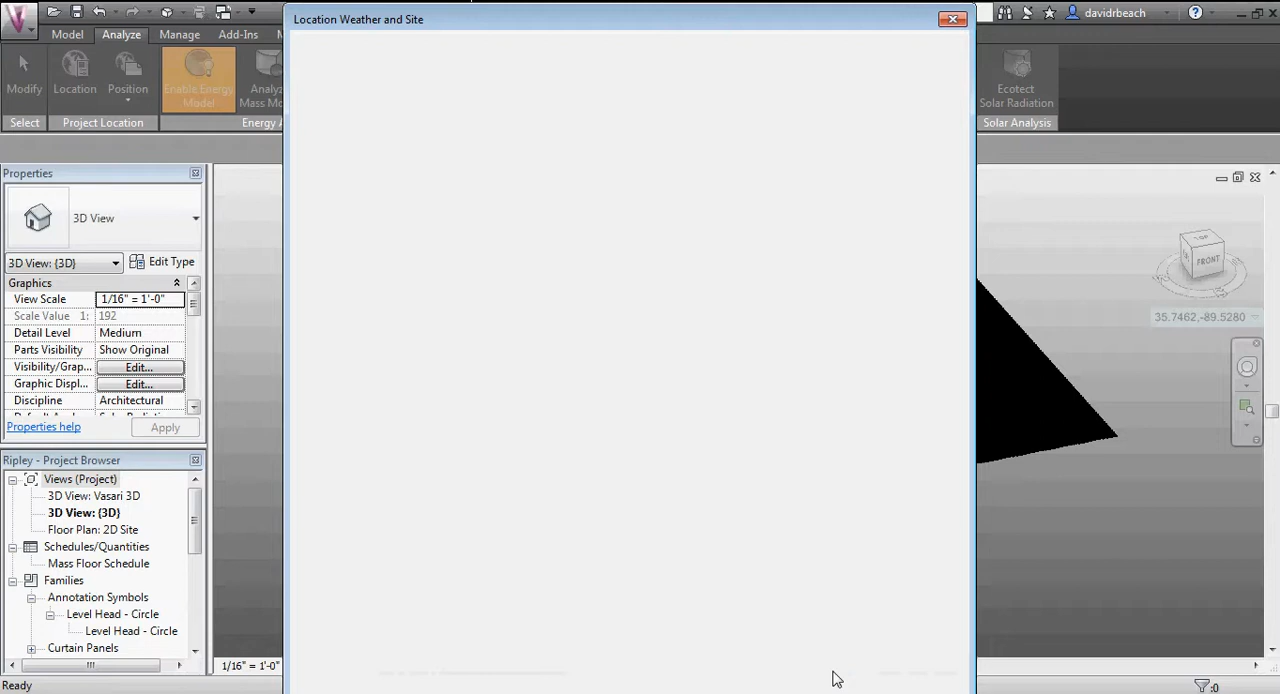 Location Weather and Site
davidrbeach
Model
Analyze
Manage
Add-Ins
Modify
Location
Position
Enable Energy
Model
Analyz
Mass Mo
Ecotect
Solar Radiation
Select
Project Location
Energy A
Solar Analysis
Properties
3D View
3D View: {3D}
Edit Type
Graphics
View Scale
1/16" = 1'-0"
Scale Value 1:
192
Detail Level
Medium
Parts Visibility
Show Original
Visibility/Grap...
Edit...
Graphic Displ...
Edit...
Discipline
Architectural
Properties help
Apply
TOP
FRONT
35.7462,-89.5280
Ripley - Project Browser
Views (Project)
3D View: Vasari 3D
3D View: {3D}
Floor Plan: 2D Site
Schedules/Quantities
Mass Floor Schedule
Families
Annotation Symbols
Level Head - Circle
Level Head - Circle
Curtain Panels
1/16" = 1'-0"
Ready
:0